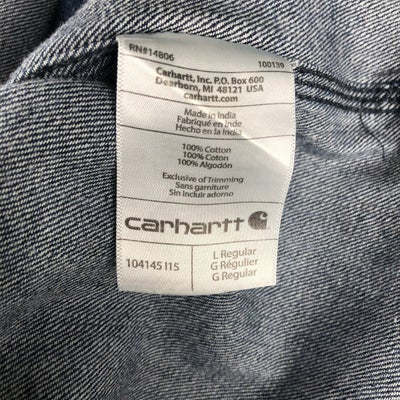 RN#14806 100139
Carhartt, Inc. P.O. Box 600
Dearborn, MI 48121 USA
carhartt.com
Made in India
Fabriqué en Inde
Hecho en la India
100% Cotton
100% Coton
100% Algodón
Exclusive of Trimming
Sans garniture
Sin incluir adorno
carhartt
104145 I15
L Regular
G Régulier
G Regular